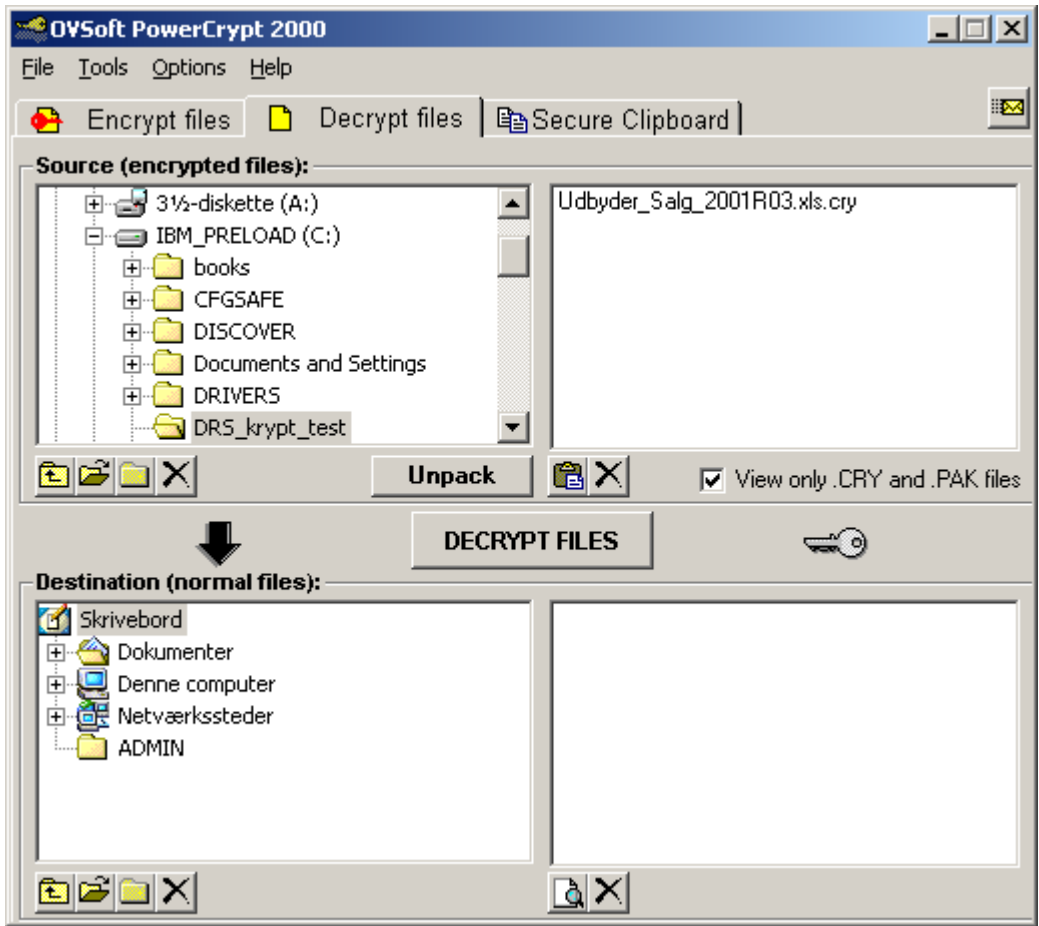 OVSoft PowerCrypt 2000
File Tools Options Help
Encrypt files Decrypt files Secure Clipboard
Source (encrypted files):
3½-diskette (A:)
IBM_PRELOAD (C:)
books
CFGSAFE
DISCOVER
Documents and Settings
DRIVERS
DRS_krypt_test
Udbyder_Salg_2001R03.xls.cry
Unpack
View only .CRY and .PAK files
DECRYPT FILES
Destination (normal files):
Skrivebord
Dokumenter
Denne computer
Netværkssteder
ADMIN